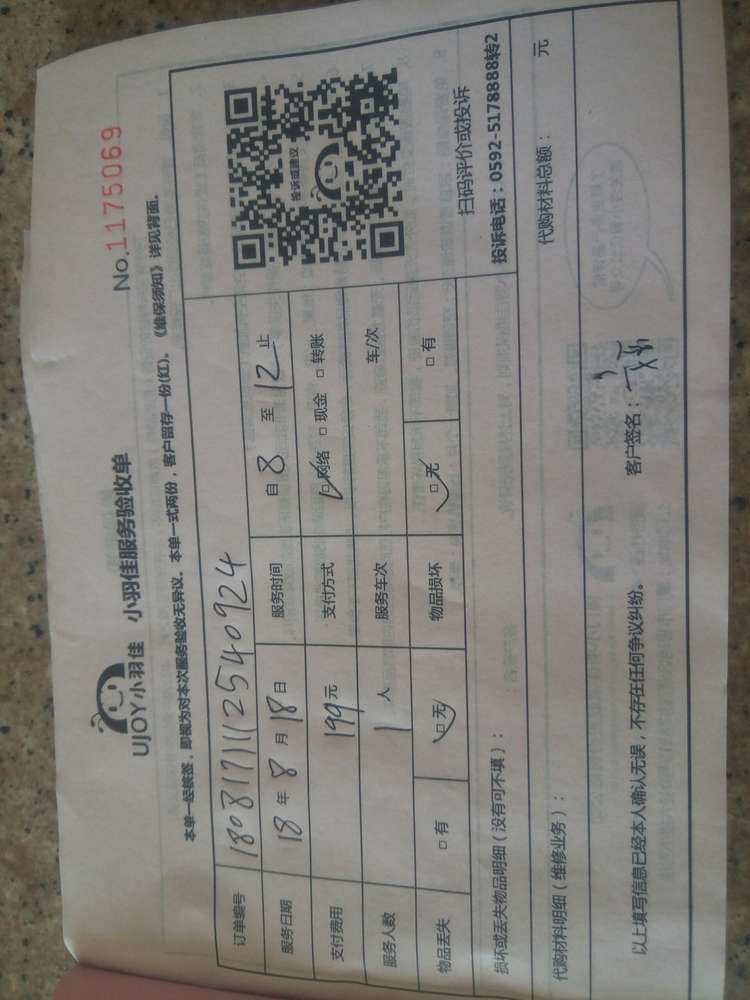 UJOY小羽佳 小羽佳服务验收单
No.1175069
本单一经核签，即视为对本次服务验收无异议。本单一式两份，客户留存一份(红)。《维保须知》详见背面。
订单编号 1808171112540924
服务日期 18年8月18日 服务时间 自8至12止
支付费用 199元 支付方式 □网络 □现金 □转账
服务人数 1人 服务车次 车/次
物品丢失 □有 □无 物品损坏 □无 □有
投诉或建议
扫码评价或投诉
投诉电话：0592-5178888转2
损坏或丢失物品明细（没有可不填）：
代购材料明细（维修业务）： 代购材料总额： 元
以上填写信息已经本人确认无误，不存在任何争议纠纷。 客户签名：